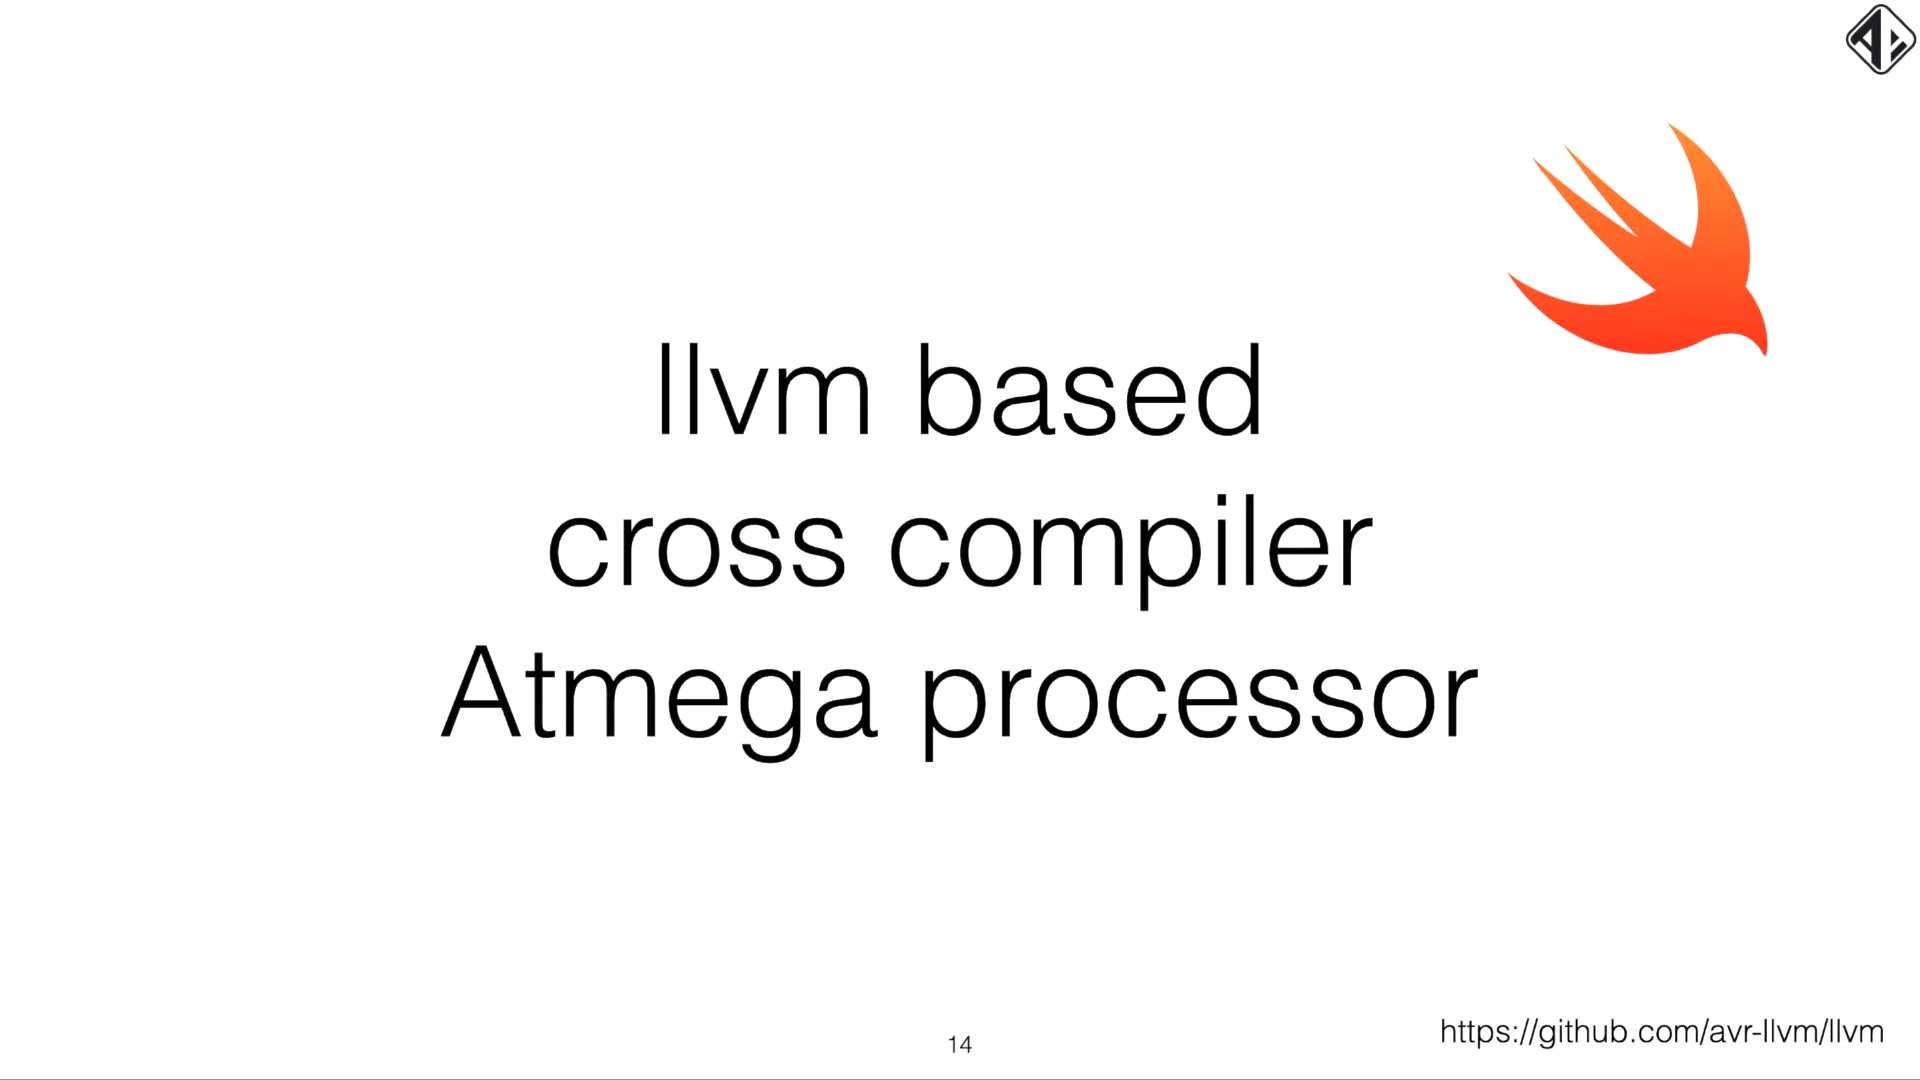 llvm based
cross compiler
Atmega processor
14
https://github.com/avr-llvm/llvm